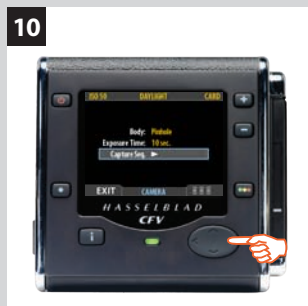 10
ISO 50 DAYLIGHT CARD
Body: Pinhole
Exposure Time: 10 sec.
Capture Seq. ►
EXIT CAMERA
HASSELBLAD
CFV
i